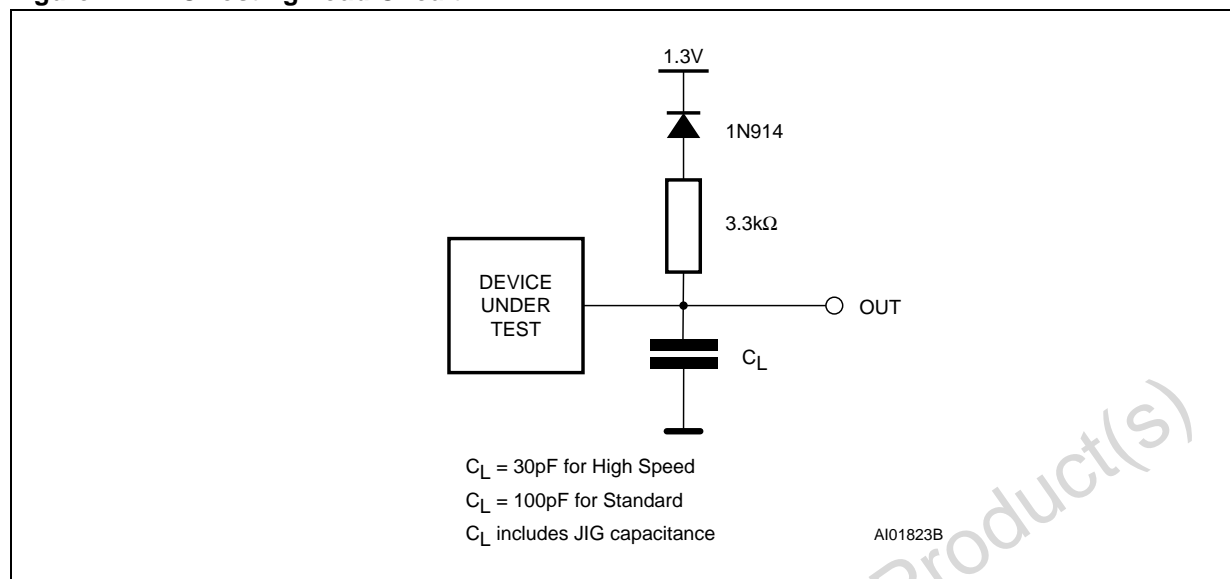 1.3V
1N914
3.3kΩ
DEVICE
UNDER
TEST
OUT
CL
CL = 30pF for High Speed
CL = 100pF for Standard
CL includes JIG capacitance
AI01823B
Product(s)